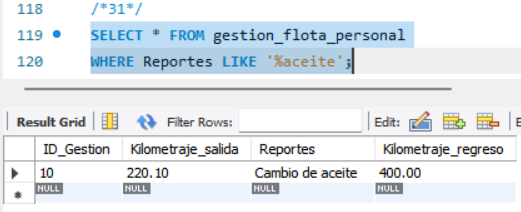 118 /*31*/
119 SELECT * FROM gestion_flota_personal
120 WHERE Reportes LIKE '%aceite';
Result Grid Filter Rows: Edit:
ID_Gestion Kilometraje_salida Reportes Kilometraje_regreso
10 220.10 Cambio de aceite 400.00
NULL NULL NULL NULL